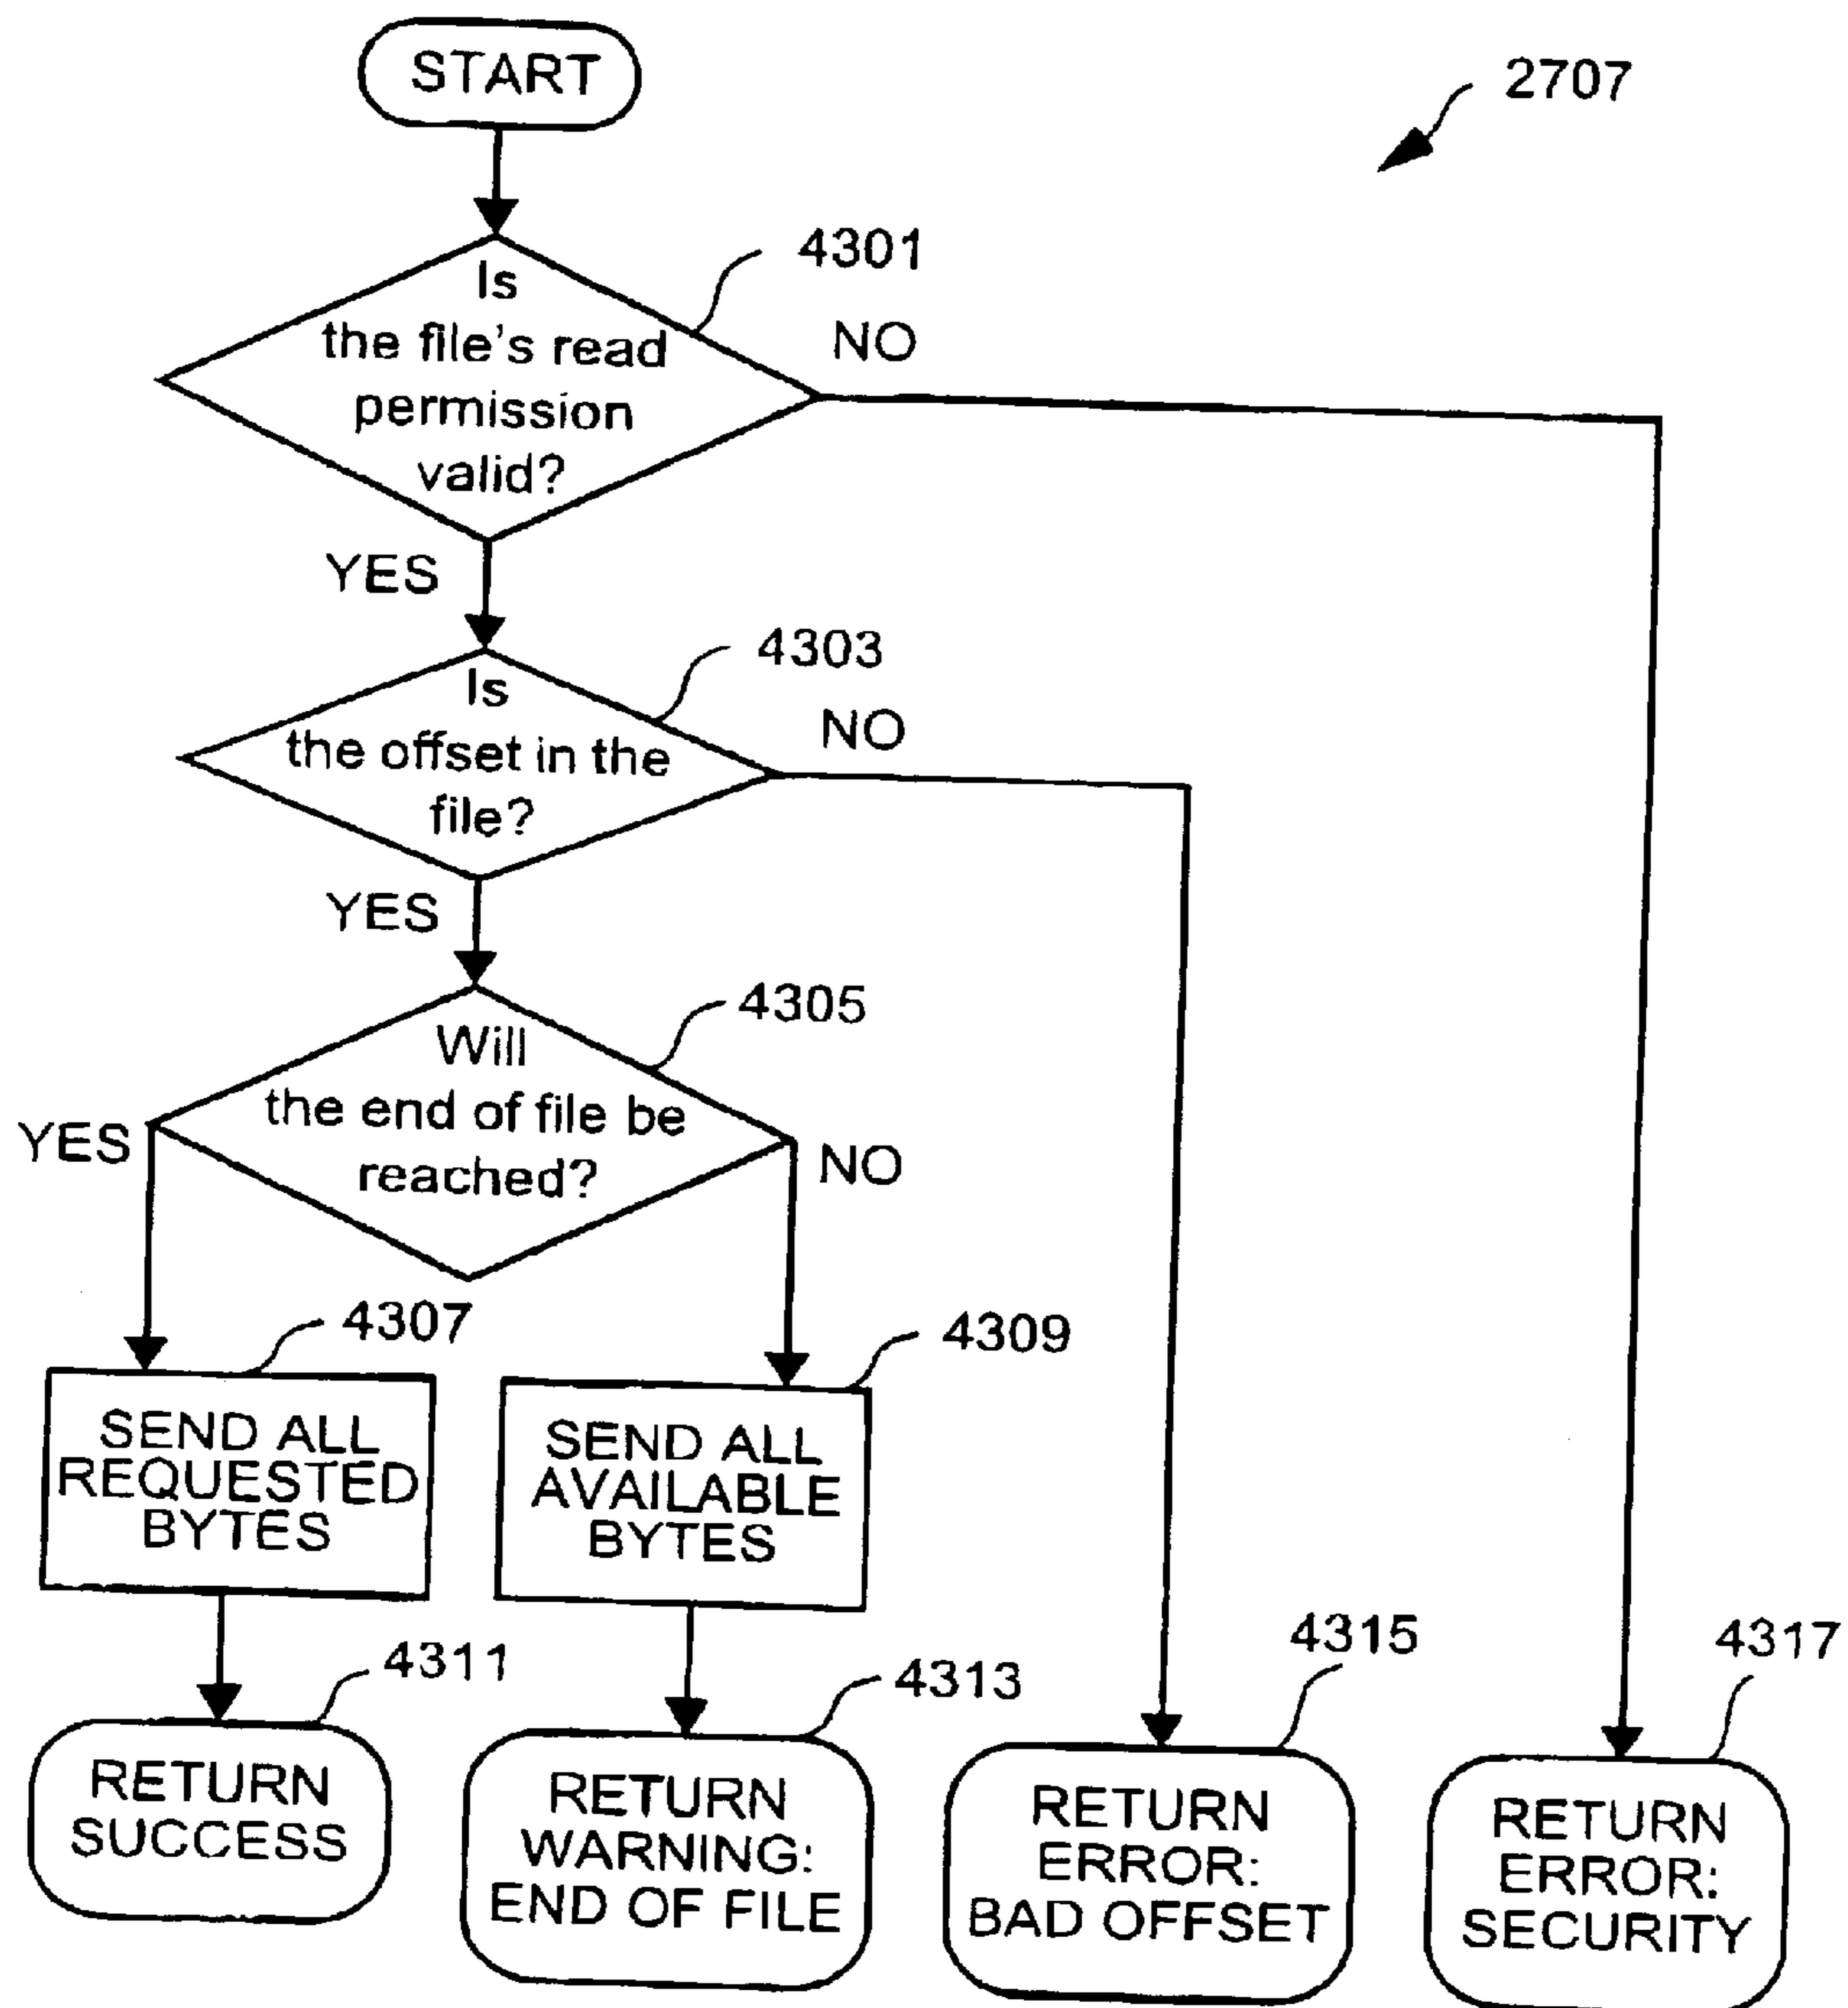 START
2707
4301
Is
the file's read
permission
valid?
NO
YES
4303
Is
the offset in the
file?
NO
YES
4305
Will
the end of file be
reached?
YES
NO
4307
SEND ALL
REQUESTED
BYTES
4309
SEND ALL
AVAILABLE
BYTES
4311
RETURN
SUCCESS
4313
RETURN
WARNING:
END OF FILE
4315
RETURN
ERROR:
BAD OFFSET
4317
RETURN
ERROR:
SECURITY